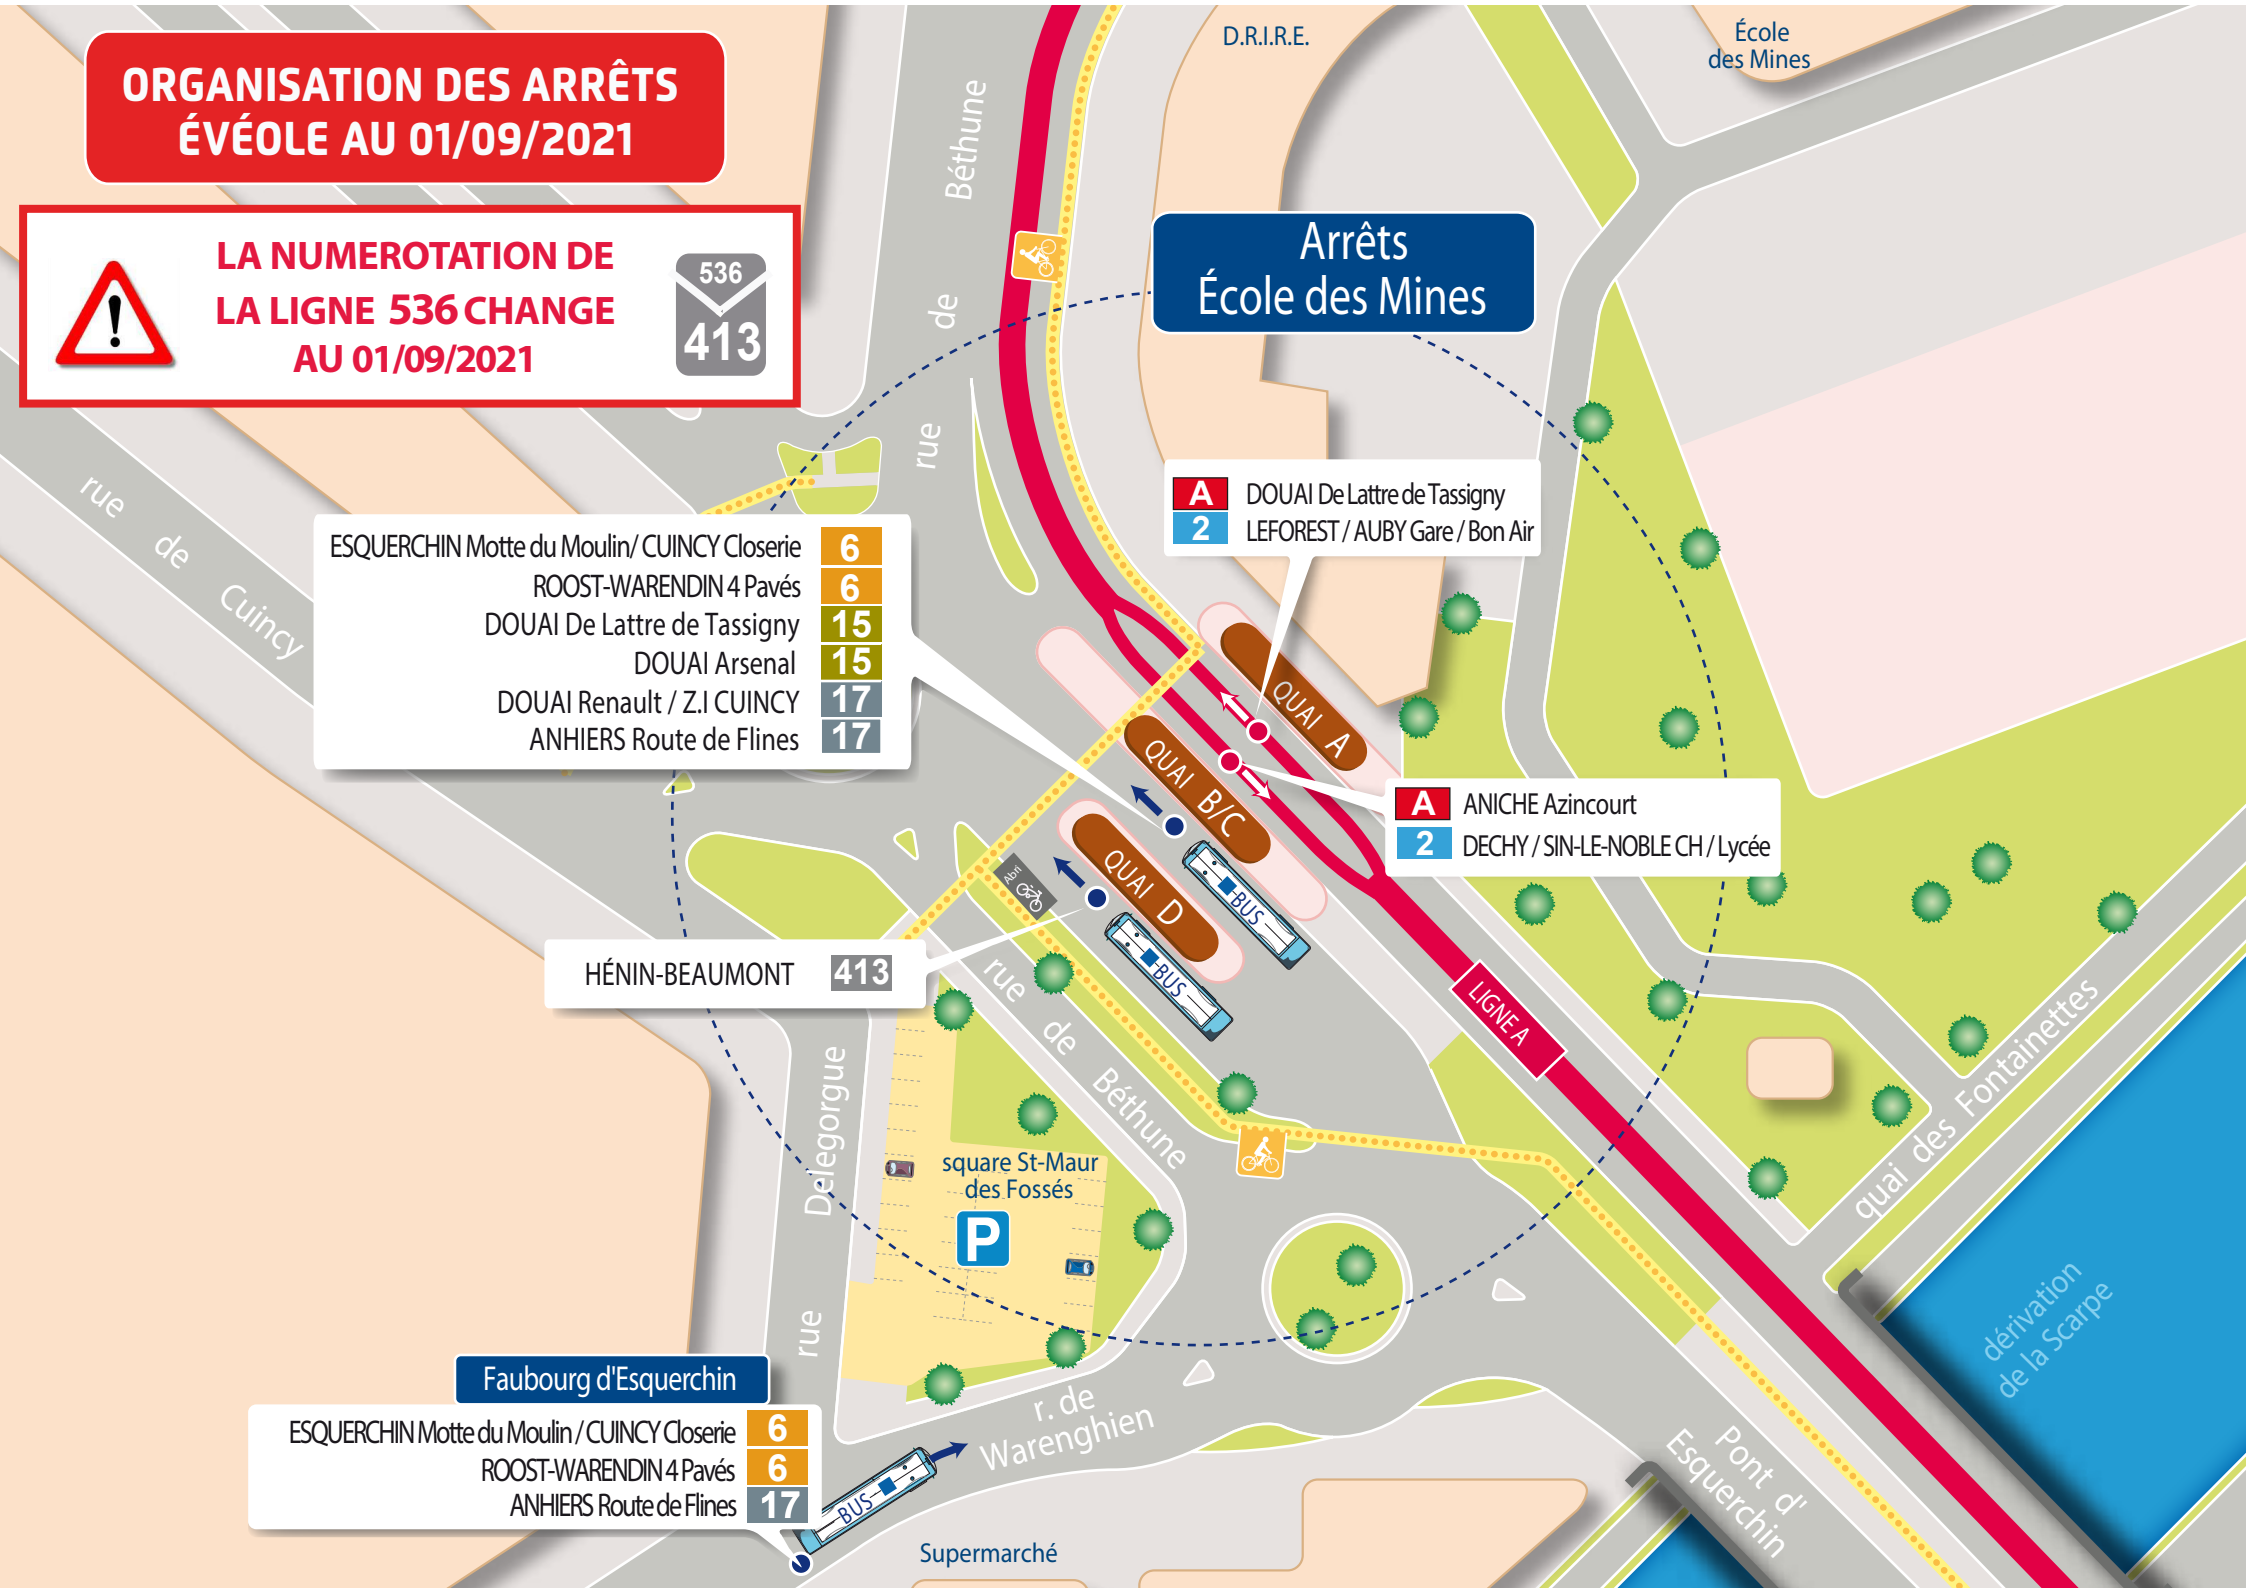 ORGANISATION DES ARRÊTS
ÉVÉOLE AU 01/09/2021
LA NUMEROTATION DE
LA LIGNE 536 CHANGE
AU 01/09/2021
536
413
D.R.I.R.E.
École
des Mines
rue de Béthune
Arrêts
École des Mines
rue de Cuincy
A DOUAI De Lattre de Tassigny
2 LEFOREST / AUBY Gare / Bon Air
ESQUERCHIN Motte du Moulin/ CUINCY Closerie 6
ROOST-WARENDIN 4 Pavés 6
DOUAI De Lattre de Tassigny 15
DOUAI Arsenal 15
DOUAI Renault / Z.I CUINCY 17
ANHIERS Route de Flines 17
QUAI A
QUAI B/C
QUAI D
A ANICHE Azincourt
2 DECHY / SIN-LE-NOBLE CH / Lycée
Abri
BUS
BUS
HÉNIN-BEAUMONT 413
LIGNE A
rue de Béthune
rue Delegorgue
quai des Fontainettes
square St-Maur
des Fossés
P
dérivation
de la Scarpe
Faubourg d'Esquerchin
ESQUERCHIN Motte du Moulin / CUINCY Closerie 6
ROOST-WARENDIN 4 Pavés 6
ANHIERS Route de Flines 17
BUS
r. de
Warenghien
Pont d'
Esquerchin
Supermarché